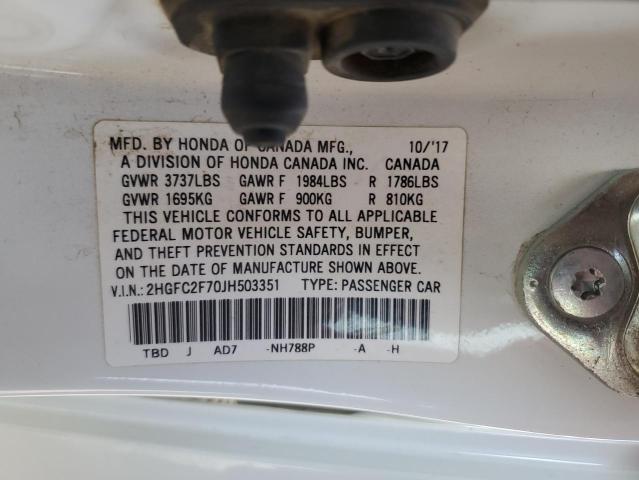 MFD. BY HONDA OF CANADA MFG., 10/'17
A DIVISION OF HONDA CANADA INC. CANADA
GVWR 3737LBS GAWR F 1984LBS R 1786LBS
GVWR 1695KG GAWR F 900KG R 810KG
THIS VEHICLE CONFORMS TO ALL APPLICABLE
FEDERAL MOTOR VEHICLE SAFETY, BUMPER,
AND THEFT PREVENTION STANDARDS IN EFFECT
ON THE DATE OF MANUFACTURE SHOWN ABOVE.
V.I.N.:2HGFC2F70JH503351 TYPE: PASSENGER CAR
TBD J AD7 -NH788P -A -H